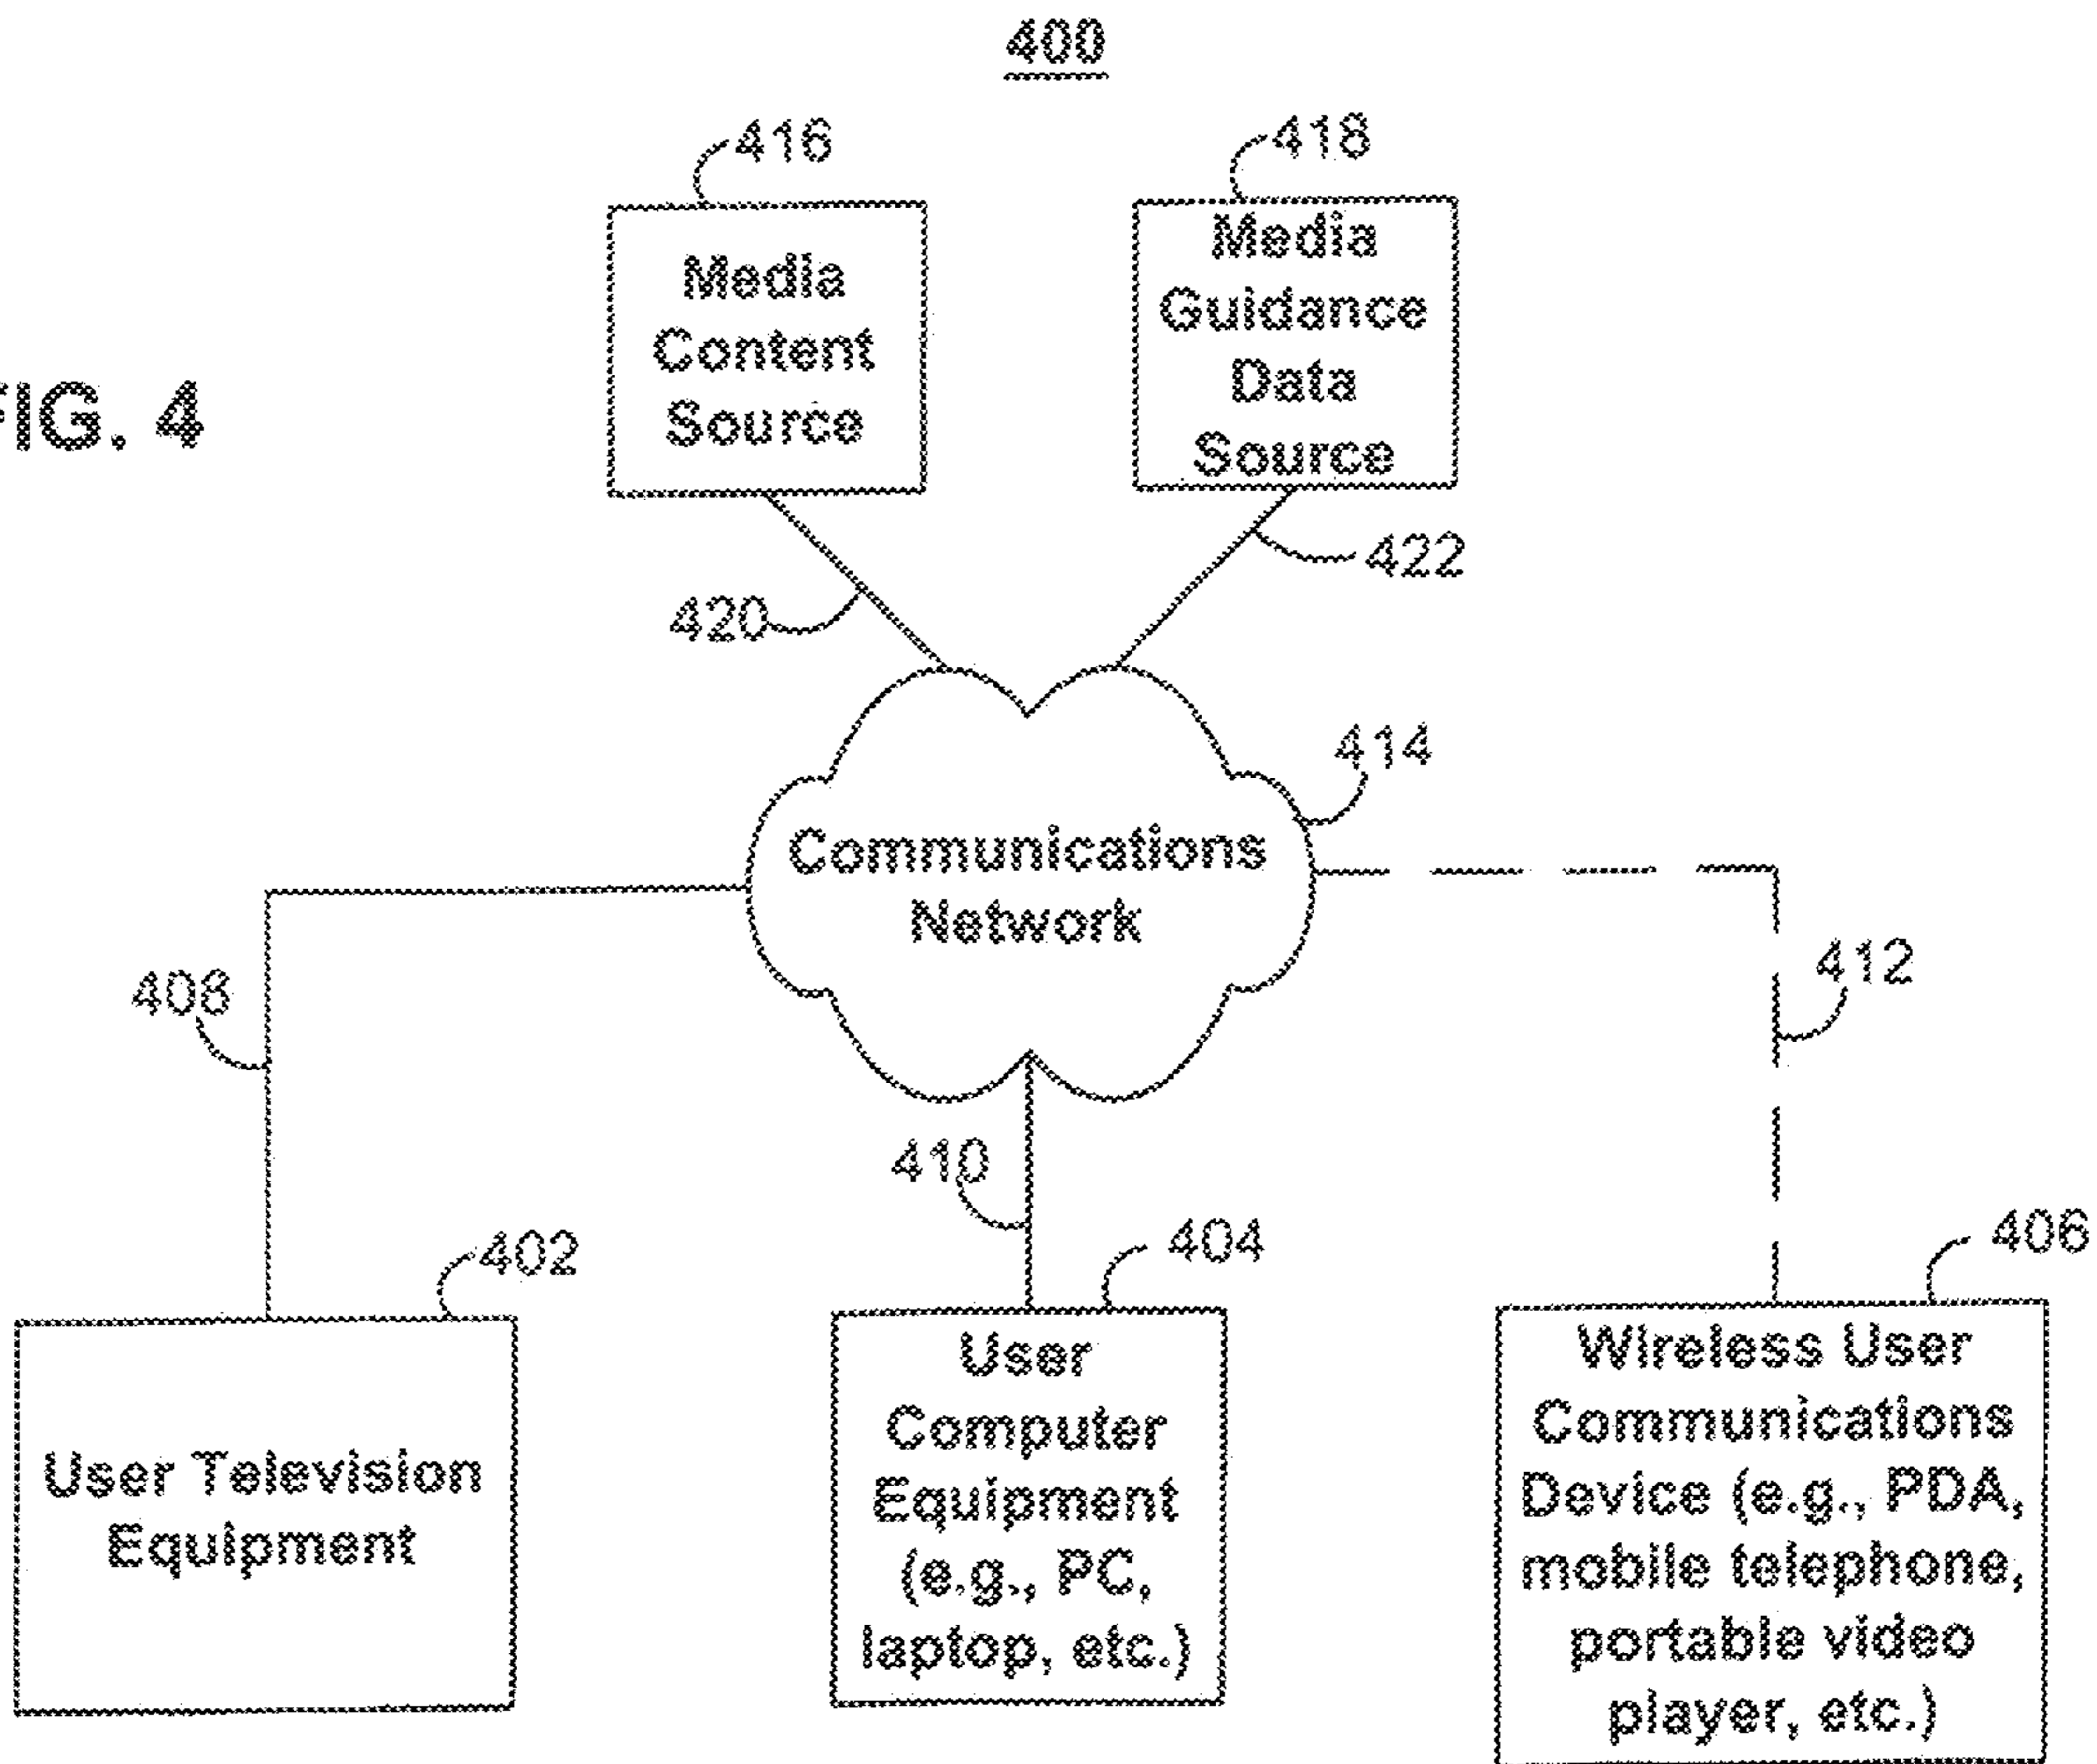 400
416
418
Media
Content
Source
Media
Guidance
Data
Source
FIG. 4
420
422
414
Communications
Network
408
412
410
402
404
406
User Television
Equipment
User
Computer
Equipment
(e.g., PC,
laptop, etc.)
Wireless User
Communications
Device (e.g., PDA,
mobile telephone,
portable video
player, etc.)